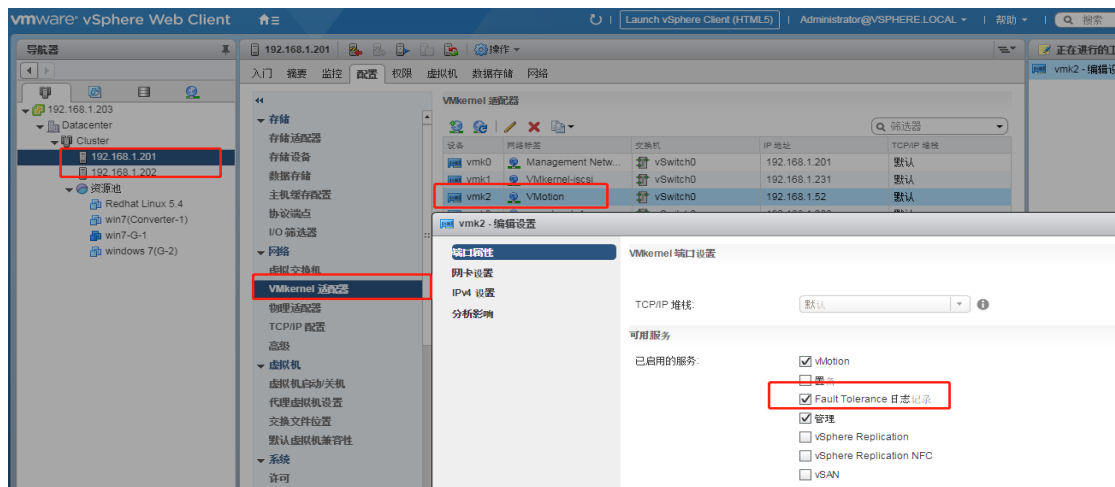 vmware® vSphere Web Client
Launch vSphere Client (HTML5) | Administrator@VSPHERE.LOCAL | 帮助 | 搜索
导航器
192.168.1.203
Datacenter
Cluster
192.168.1.201
192.168.1.202
资源池
Redhat Linux 5.4
win7(Converter-1)
win7-G-1
windows 7(G-2)
192.168.1.201 操作
入门 摘要 监控 配置 权限 虚拟机 数据存储 网络
存储
存储适配器
存储设备
数据存储
主机缓存配置
协议端点
I/O 筛选器
网络
虚拟交换机
VMkernel 适配器
物理适配器
TCP/IP 配置
高级
虚拟机
虚拟机启动/关机
代理虚拟机设置
交换文件位置
默认虚拟机兼容性
系统
许可
VMkernel 适配器
筛选器
设备 网络标签 交换机 IP 地址 TCP/IP 堆栈
vmk0 Management Netw... vSwitch0 192.168.1.201 默认
vmk1 VMkernel-iscsi vSwitch0 192.168.1.231 默认
vmk2 VMotion vSwitch0 192.168.1.52 默认
vmk2 - 编辑设置
端口属性
网卡设置
IPv4 设置
分析影响
VMkernel 端口设置
TCP/IP 堆栈: 默认
可用服务
已启用的服务: vMotion
置备
Fault Tolerance 日志记录
管理
vSphere Replication
vSphere Replication NFC
vSAN
正在进行的工
vmk2 - 编辑设